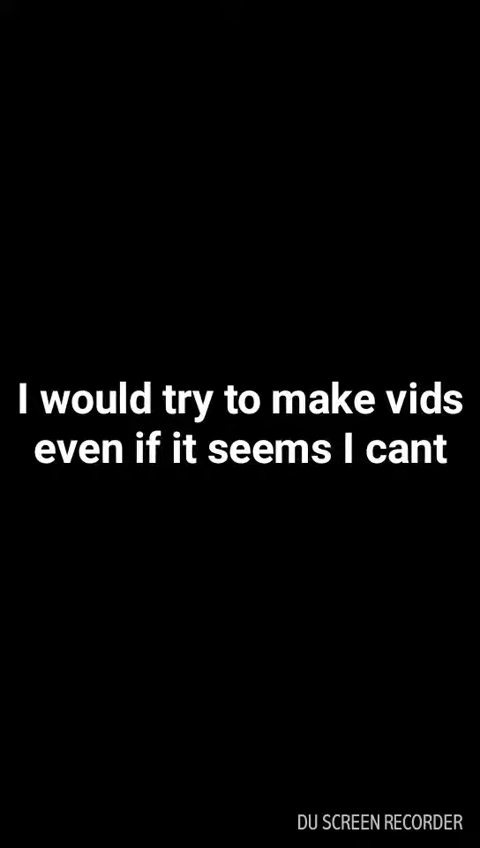 I would try to make vids
even if it seems I cant
DU SCREEN RECORDER